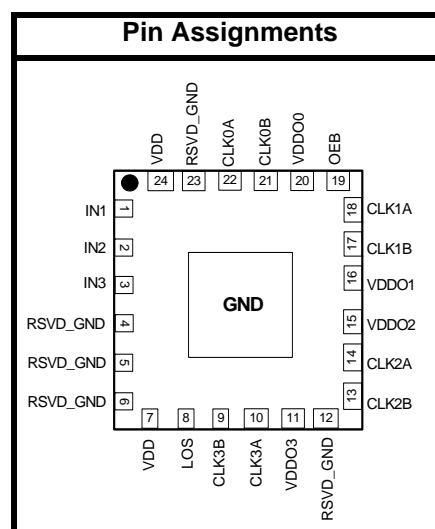 Pin Assignments
VDD
RSVD_GND
CLK0A
CLK0B
VDDO0
OEB
24
23
22
21
20
19
IN1
1
18
CLK1A
IN2
2
17
CLK1B
IN3
3
16
VDDO1
GND
RSVD_GND
4
15
VDDO2
RSVD_GND
5
14
CLK2A
RSVD_GND
6
13
CLK2B
7
8
9
10
11
12
VDD
LOS
CLK3B
CLK3A
VDDO3
RSVD_GND